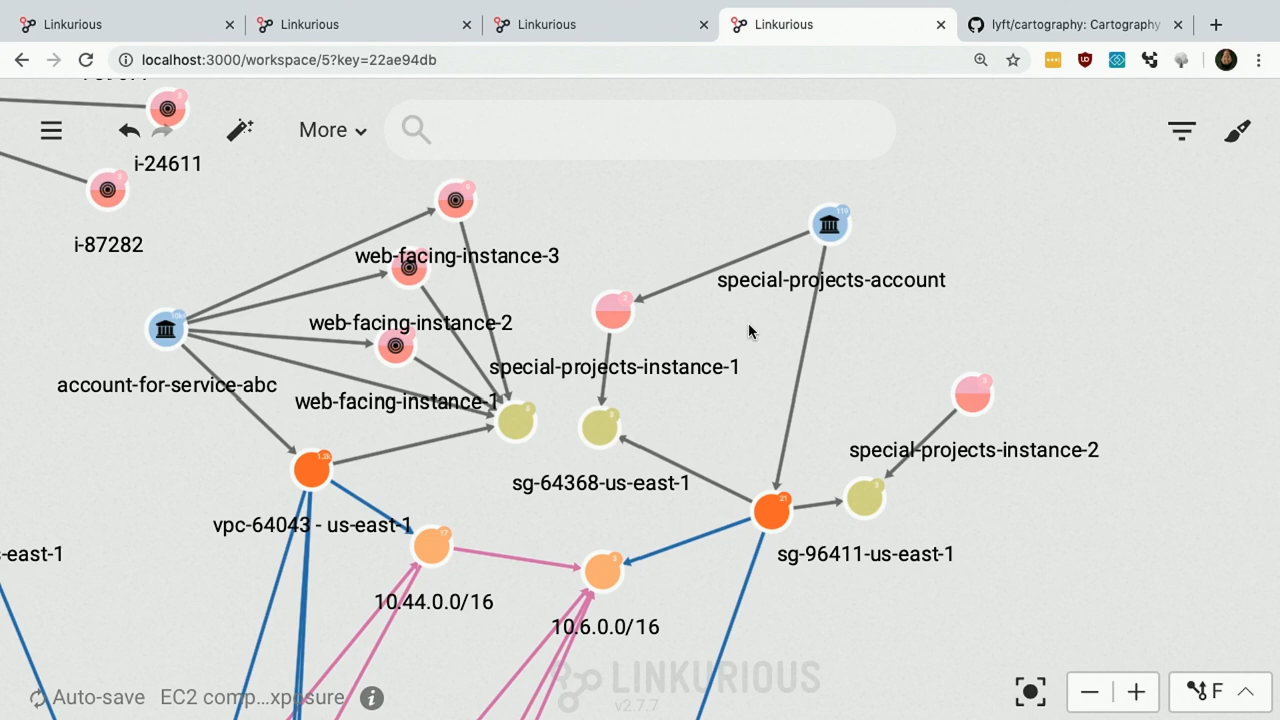 Linkurious
Linkurious
Linkurious
Linkurious
lyft/cartography: Cartography
localhost:3000/workspace/5?key=22ae94db
More
i-24611
i-87282
web-facing-instance-3
web-facing-instance-2
web-facing-instance-1
account-for-service-abc
special-projects-account
special-projects-instance-1
special-projects-instance-2
sg-64368-us-east-1
vpc-64043 - us-east-1
s-east-1
sg-96411-us-east-1
10.44.0.0/16
10.6.0.0/16
LINKURIOUS
v2.7.7
Auto-save
EC2 comp...xposure
F